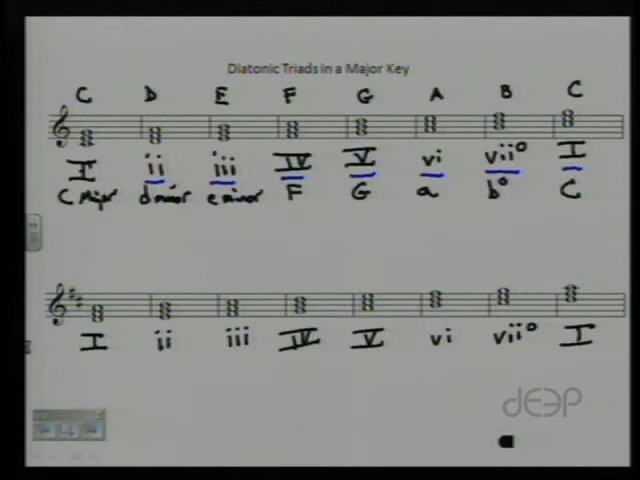 Diatonic Triads in a Major Key
C D E F G A B C
I ii iii IV V vi vii° I
C Major d minor e minor F G a b° C
I ii iii IV V vi vii° I
deep